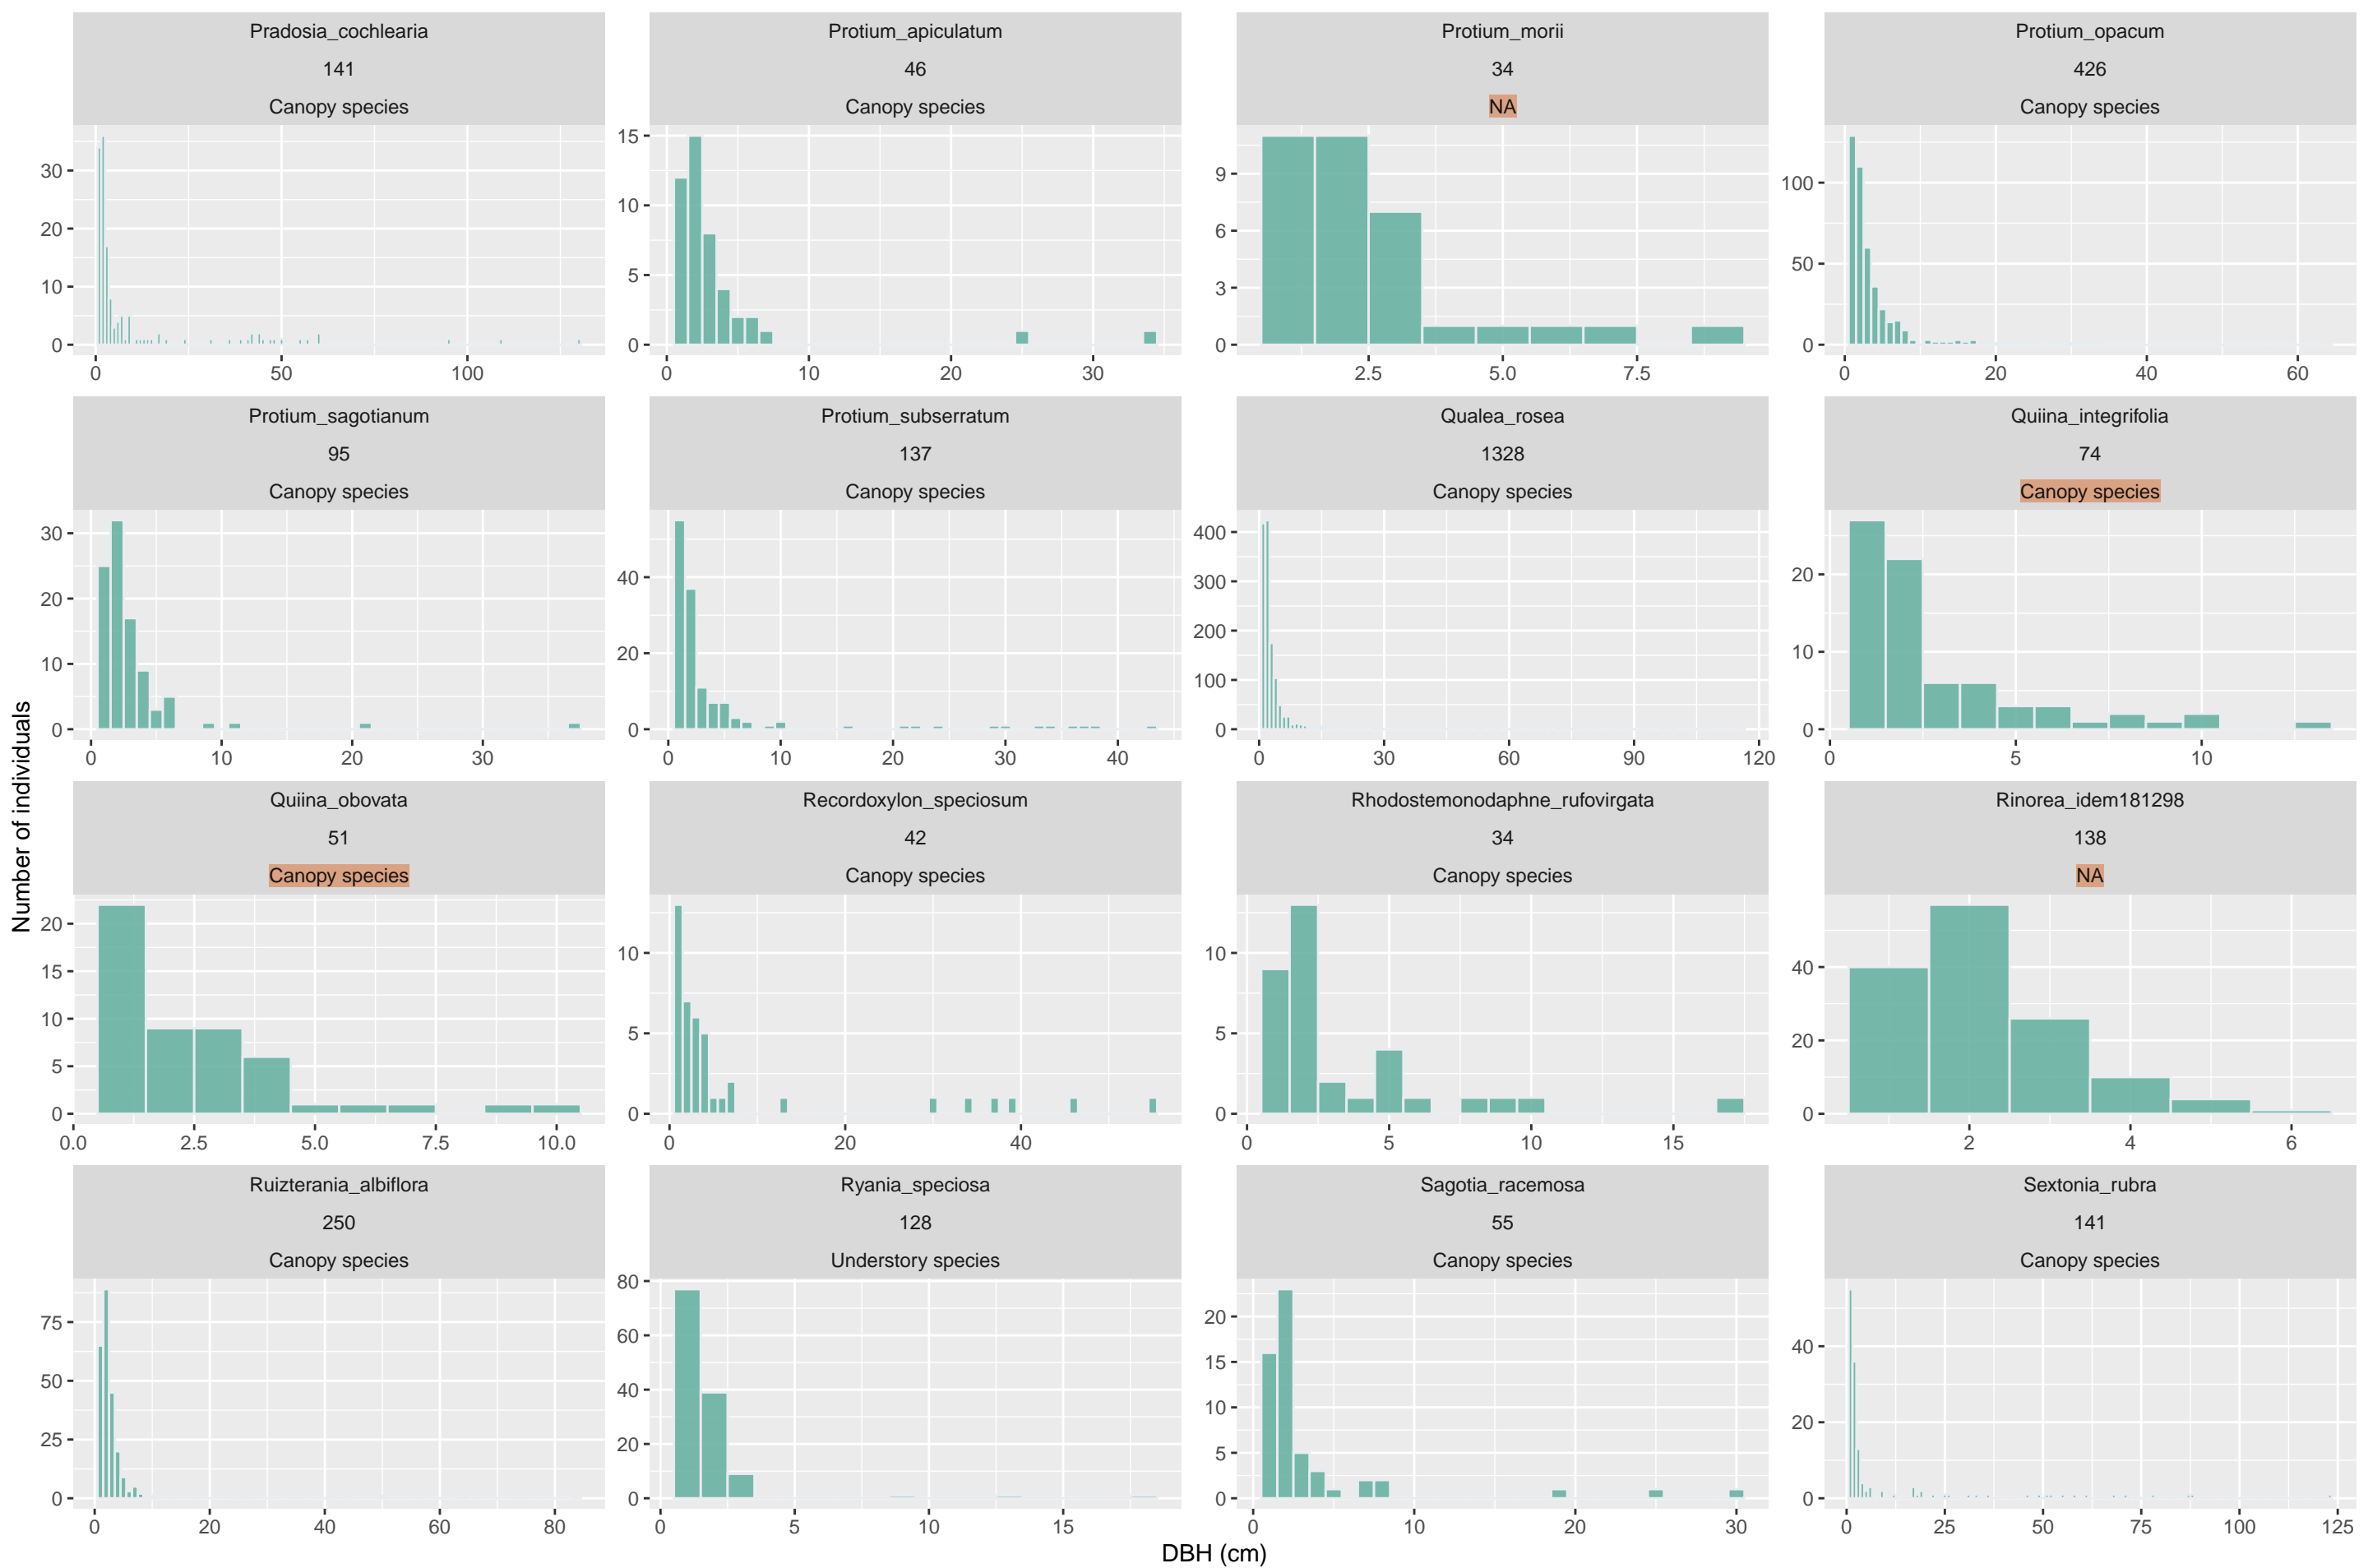 Pradosia_cochlearia
141
Canopy species
30
20
10
0
0 50 100
Protium_apiculatum
46
Canopy species
15
10
5
0
0 10 20 30
Protium_morii
34
NA
9
6
3
0
2.5 5.0 7.5
Protium_opacum
426
Canopy species
100
50
0
0 20 40 60
Protium_sagotianum
95
Canopy species
30
20
10
0
0 10 20 30
Protium_subserratum
137
Canopy species
40
20
0
0 10 20 30 40
Qualea_rosea
1328
Canopy species
400
300
200
100
0
0 30 60 90 120
Quiina_integrifolia
74
Canopy species
20
10
0
0 5 10
Quiina_obovata
51
Canopy species
20
15
10
5
0
0.0 2.5 5.0 7.5 10.0
Recordoxylon_speciosum
42
Canopy species
10
5
0
0 20 40
Rhodostemonodaphne_rufovirgata
34
Canopy species
10
5
0
0 5 10 15
Rinorea_idem181298
138
NA
40
20
0
2 4 6
Ruizterania_albiflora
250
Canopy species
75
50
25
0
0 20 40 60 80
Ryania_speciosa
128
Understory species
80
60
40
20
0
0 5 10 15
Sagotia_racemosa
55
Canopy species
20
15
10
5
0
0 10 20 30
Sextonia_rubra
141
Canopy species
40
20
0
0 25 50 75 100 125
Number of individuals
DBH (cm)